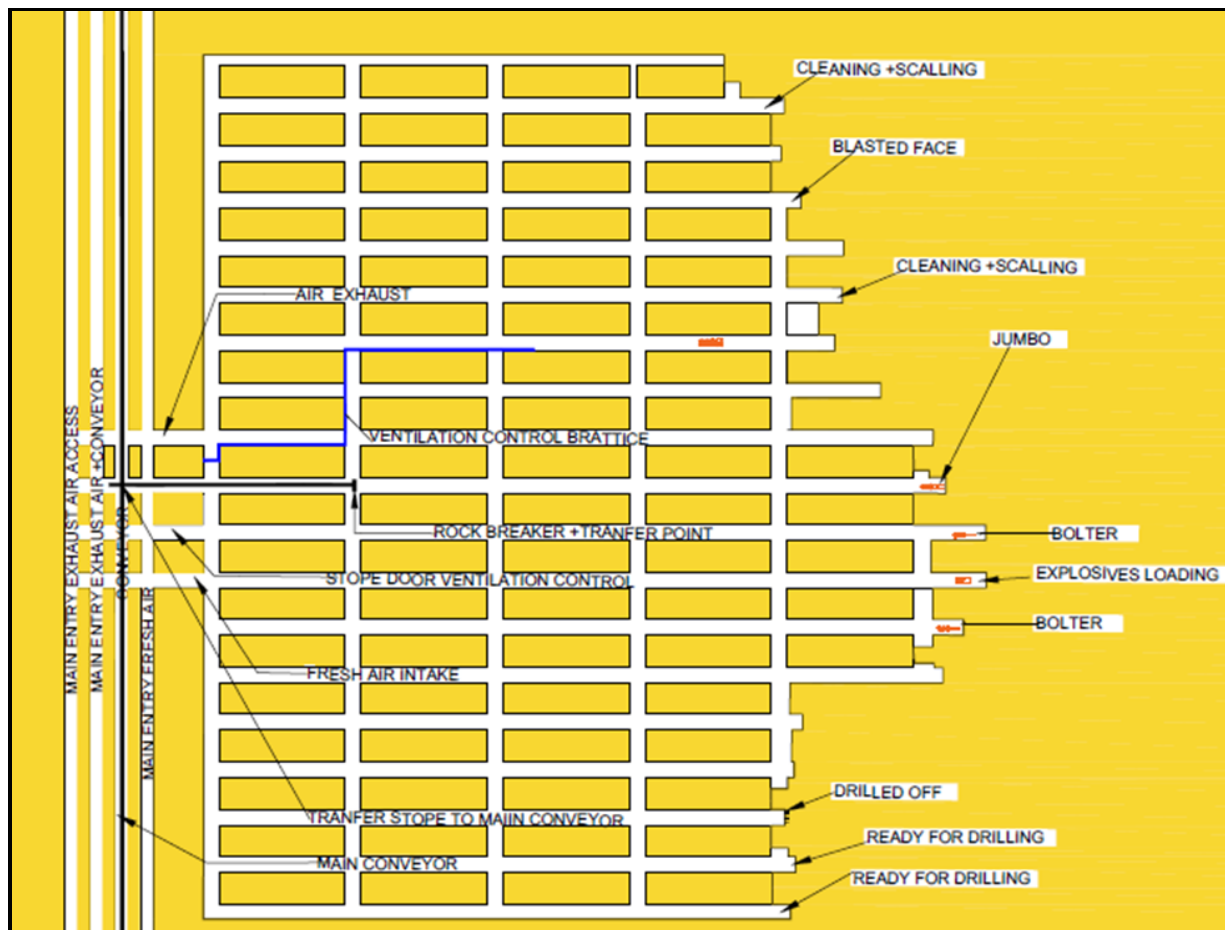 CLEANING +SCALLING
BLASTED FACE
CLEANING +SCALLING
AIR EXHAUST
JUMBO
VENTILATION CONTROL BRATTICE
MAIN ENTRY EXHAUST AIR ACCESS
MAIN ENTRY EXHAUST AIR +CONVEYOR
CONVEYOR
MAIN ENTRY FRESH AIR
ROCK BREAKER +TRANFER POINT
BOLTER
STOPE DOOR VENTILATION CONTROL
EXPLOSIVES LOADING
BOLTER
FRESH AIR INTAKE
DRILLED OFF
TRANFER STOPE TO MAIIN CONVEYOR
READY FOR DRILLING
MAIN CONVEYOR
READY FOR DRILLING